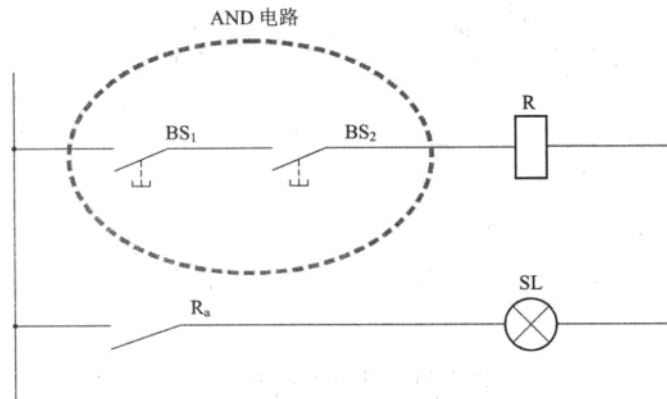 AND 电路
BS₁
BS₂
R
Rₐ
SL